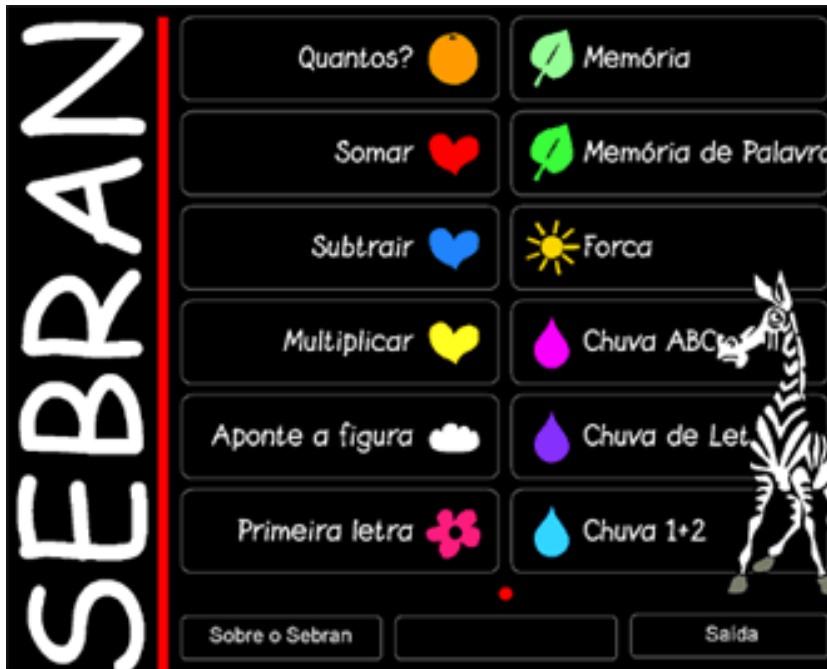 SEBRAN
Quantos?
Memória
Somar
Memória de Palavra
Subtrair
Forca
Multiplicar
Chuva ABC
Aponte a figura
Chuva de Let
Primeira letra
Chuva 1+2
Sobre o Sebran
Saída